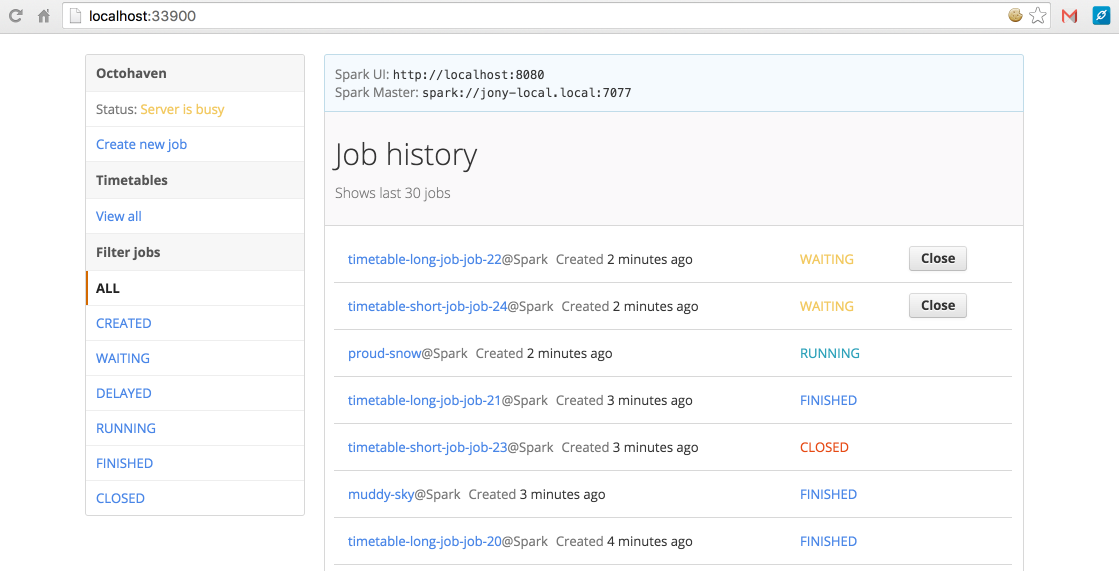 localhost:33900
Octohaven
Status: Server is busy
Create new job
Timetables
View all
Filter jobs
ALL
CREATED
WAITING
DELAYED
RUNNING
FINISHED
CLOSED
Spark UI: http://localhost:8080
Spark Master: spark://jony-local.local:7077
Job history
Shows last 30 jobs
timetable-long-job-job-22@Spark Created 2 minutes ago WAITING Close
timetable-short-job-job-24@Spark Created 2 minutes ago WAITING Close
proud-snow@Spark Created 2 minutes ago RUNNING
timetable-long-job-job-21@Spark Created 3 minutes ago FINISHED
timetable-short-job-job-23@Spark Created 3 minutes ago CLOSED
muddy-sky@Spark Created 3 minutes ago FINISHED
timetable-long-job-job-20@Spark Created 4 minutes ago FINISHED